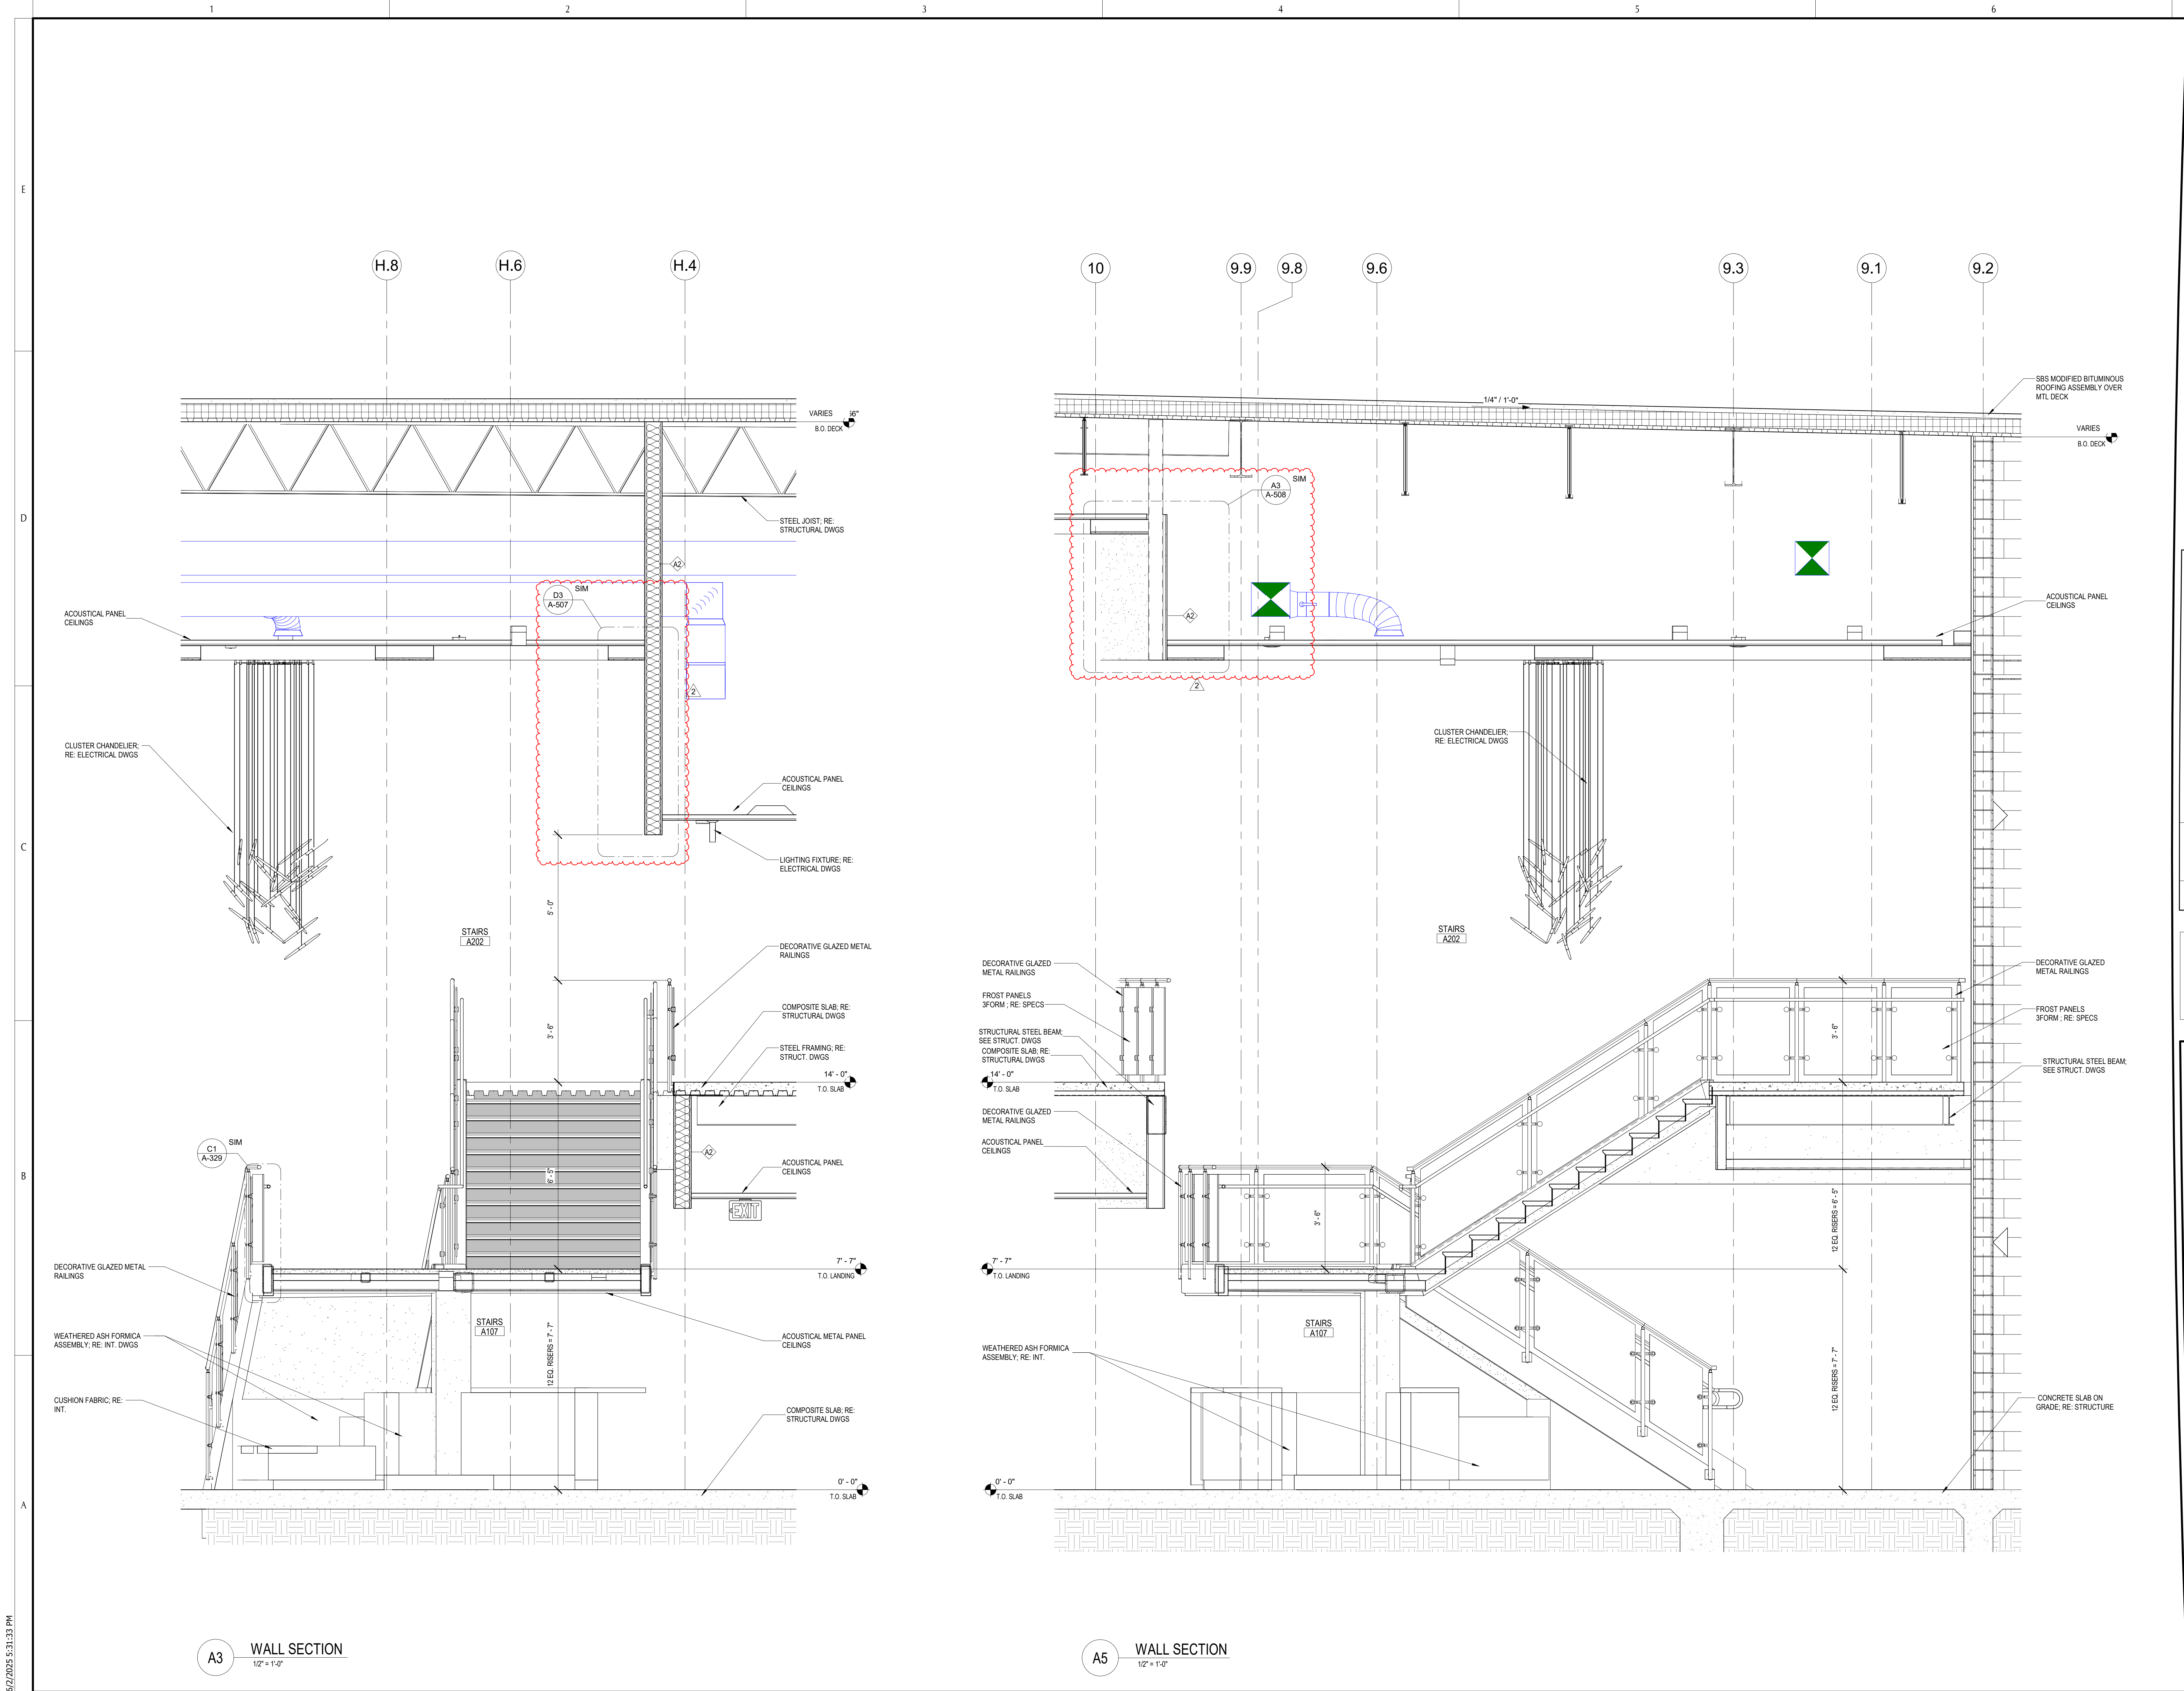 1
2
3
4
5
6
E
D
C
B
A
H.8
H.6
H.4
VARIES
6"
B.O. DECK
STEEL JOIST; RE:
STRUCTURAL DWGS
A2
D3
A-507
SIM
2
ACOUSTICAL PANEL
CEILINGS
CLUSTER CHANDELIER;
RE: ELECTRICAL DWGS
ACOUSTICAL PANEL
CEILINGS
LIGHTING FIXTURE; RE:
ELECTRICAL DWGS
5' - 0"
STAIRS
A202
DECORATIVE GLAZED METAL
RAILINGS
3' - 6"
COMPOSITE SLAB; RE:
STRUCTURAL DWGS
STEEL FRAMING; RE:
STRUCT. DWGS
14' - 0"
T.O. SLAB
C1
A-329
SIM
A2
ACOUSTICAL PANEL
CEILINGS
EXIT
6' - 5"
DECORATIVE GLAZED METAL
RAILINGS
7' - 7"
T.O. LANDING
WEATHERED ASH FORMICA
ASSEMBLY; RE: INT. DWGS
STAIRS
A107
12 EQ. RISERS = 7' - 7"
ACOUSTICAL METAL PANEL
CEILINGS
CUSHION FABRIC; RE:
INT.
COMPOSITE SLAB; RE:
STRUCTURAL DWGS
0' - 0"
T.O. SLAB
A3
WALL SECTION
1/2" = 1'-0"
10
9.9
9.8
9.6
9.3
9.1
9.2
SBS MODIFIED BITUMINOUS
ROOFING ASSEMBLY OVER
MTL DECK
1/4" / 1'-0"
VARIES
B.O. DECK
A3
A-508
SIM
A2
2
ACOUSTICAL PANEL
CEILINGS
CLUSTER CHANDELIER;
RE: ELECTRICAL DWGS
STAIRS
A202
DECORATIVE GLAZED
METAL RAILINGS
FROST PANELS
3FORM ; RE: SPECS
STRUCTURAL STEEL BEAM;
SEE STRUCT. DWGS
COMPOSITE SLAB; RE:
STRUCTURAL DWGS
14' - 0"
T.O. SLAB
DECORATIVE GLAZED
METAL RAILINGS
ACOUSTICAL PANEL
CEILINGS
DECORATIVE GLAZED
METAL RAILINGS
FROST PANELS
3FORM ; RE: SPECS
3' - 6"
STRUCTURAL STEEL BEAM;
SEE STRUCT. DWGS
3' - 6"
12 EQ. RISERS = 6' - 5"
7' - 7"
T.O. LANDING
STAIRS
A107
WEATHERED ASH FORMICA
ASSEMBLY; RE: INT.
12 EQ. RISERS = 7' - 7"
CONCRETE SLAB ON
GRADE; RE: STRUCTURE
0' - 0"
T.O. SLAB
A5
WALL SECTION
1/2" = 1'-0"
6/2/2025 5:31:33 PM